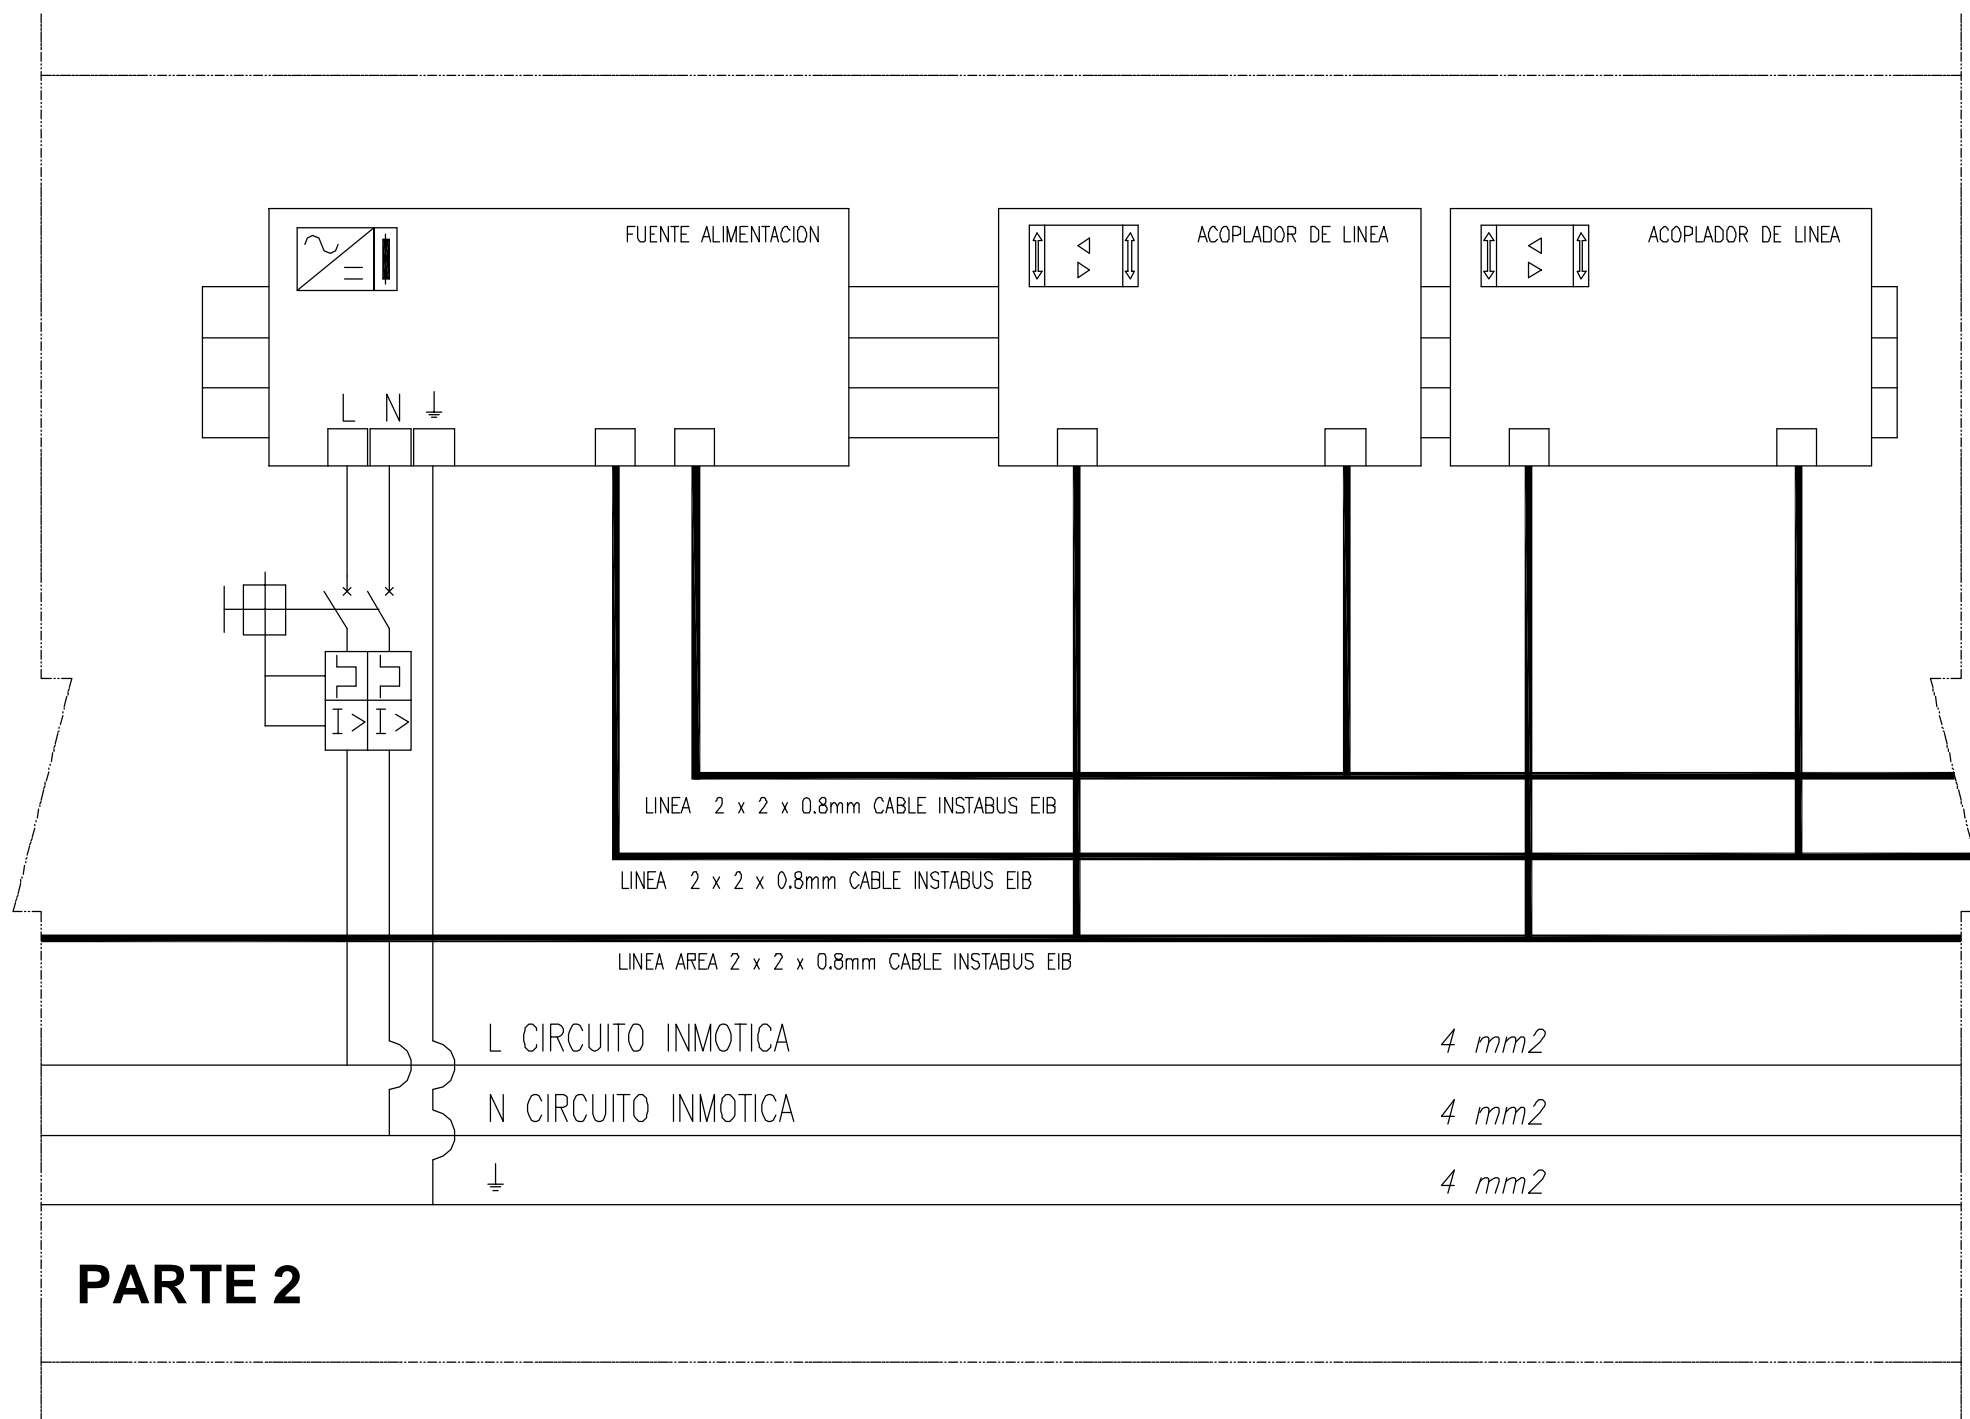 FUENTE ALIMENTACION
ACOPLADOR DE LINEA
ACOPLADOR DE LINEA
L N
I > I >
LINEA 2 x 2 x 0.8mm CABLE INSTABUS EIB
LINEA 2 x 2 x 0.8mm CABLE INSTABUS EIB
LINEA AREA 2 x 2 x 0.8mm CABLE INSTABUS EIB
L CIRCUITO INMOTICA 4 mm2
N CIRCUITO INMOTICA 4 mm2
4 mm2
PARTE 2